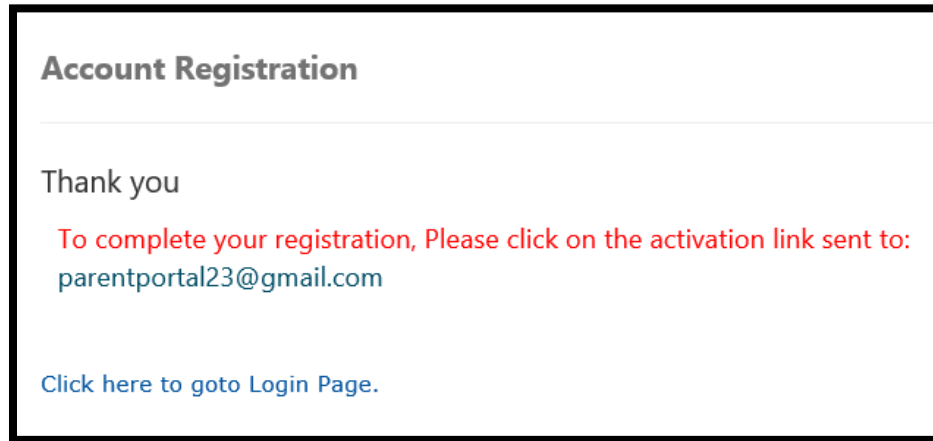 Account Registration
Thank you
To complete your registration, Please click on the activation link sent to:
parentportal23@gmail.com
Click here to goto Login Page.